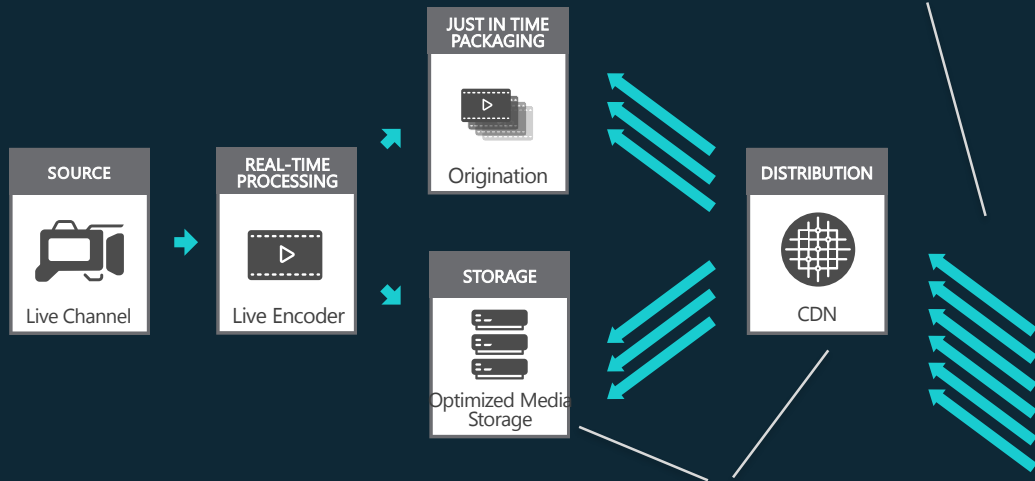 SOURCE
Live Channel
REAL-TIME
PROCESSING
Live Encoder
JUST IN TIME
PACKAGING
Origination
STORAGE
Optimized Media
Storage
DISTRIBUTION
CDN